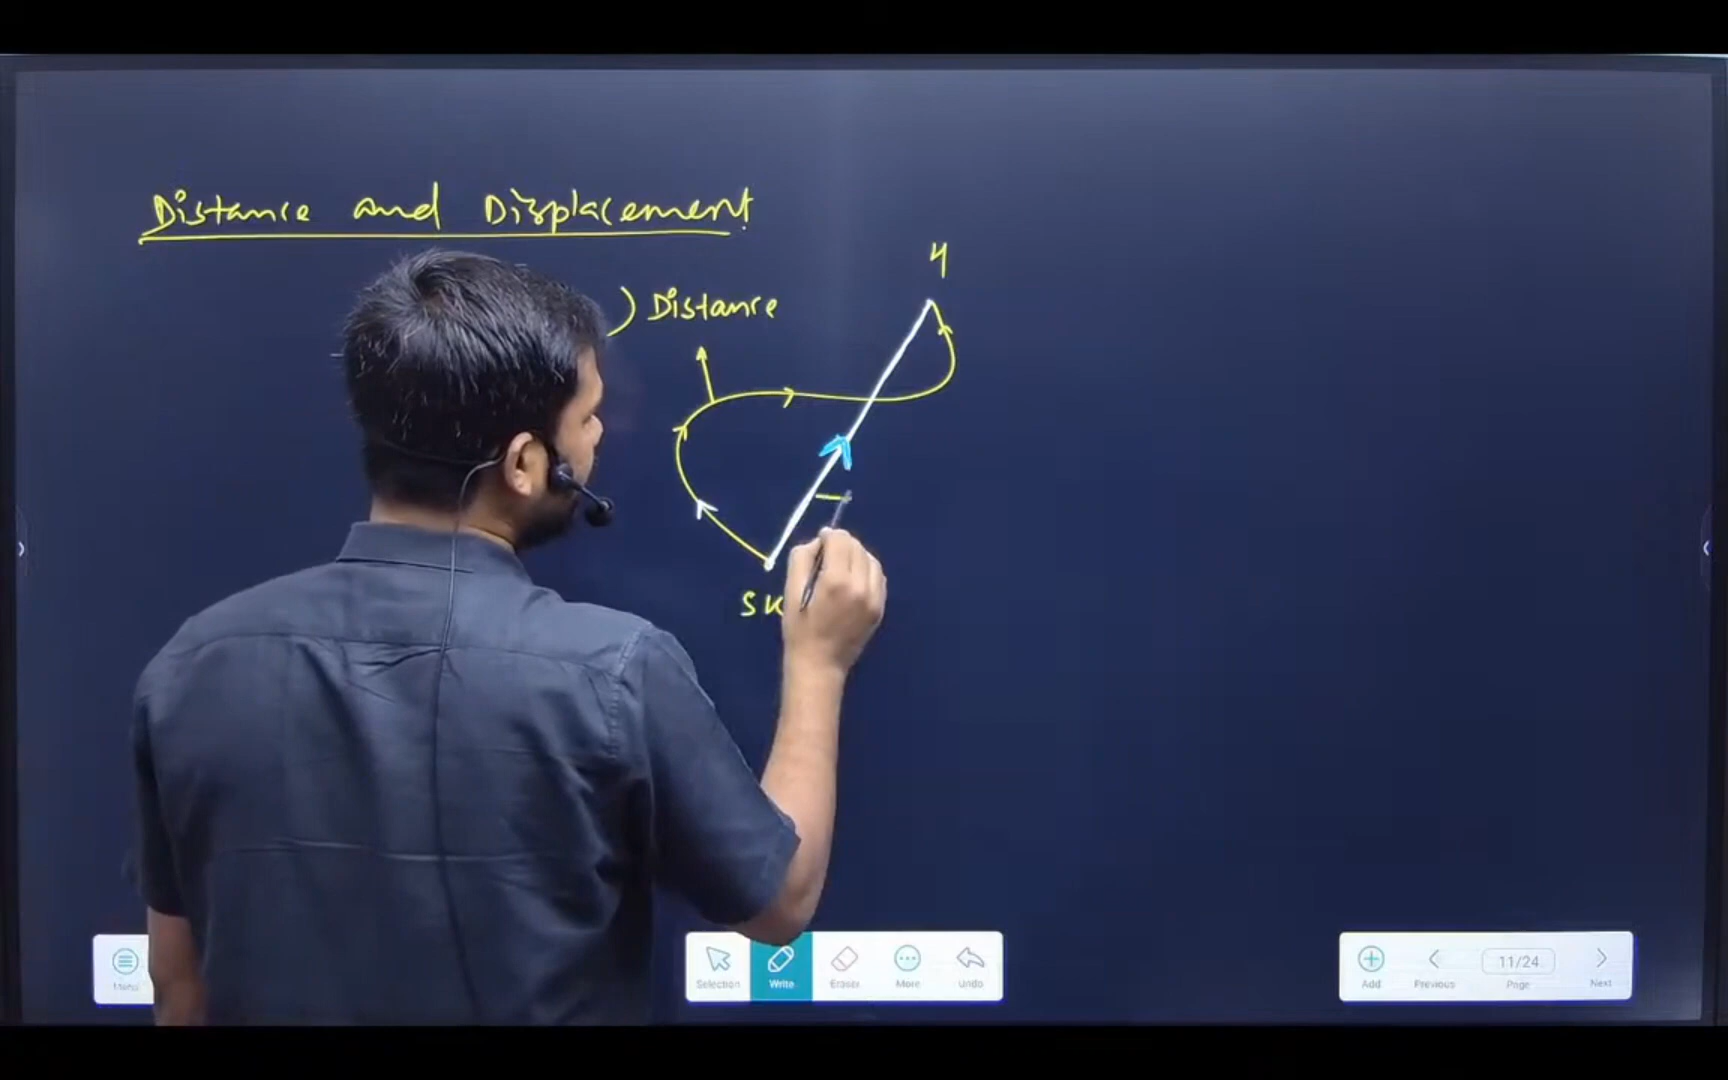 Distance and Displacement
) Distance
H
SK
Menu
Selection
Write
Eraser
More
Undo
Add
Previous
11/24
Page
Next